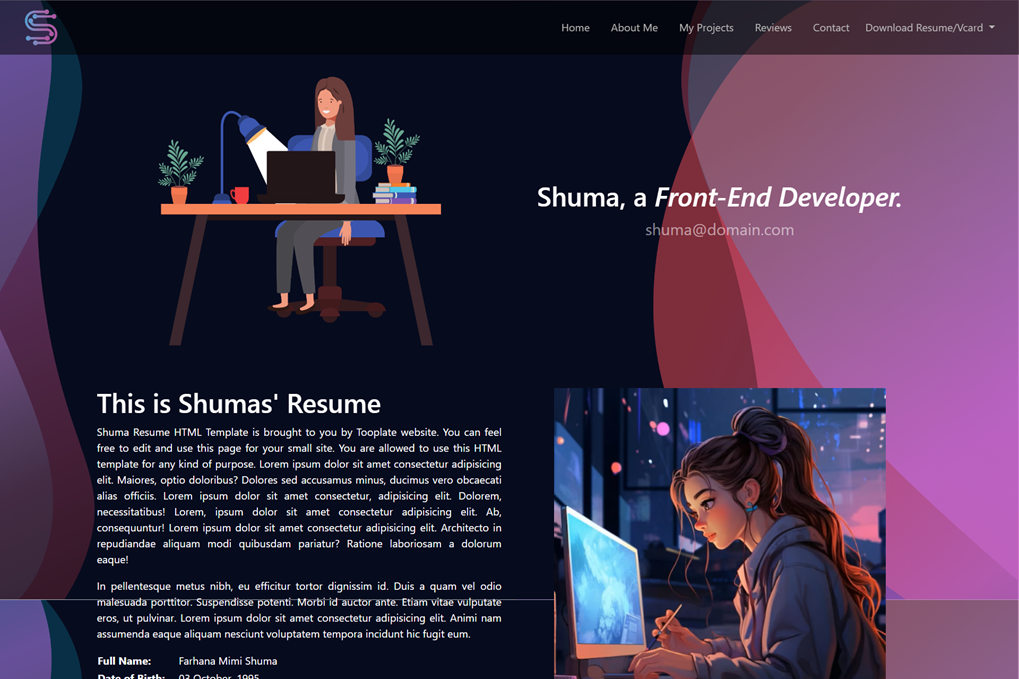 Home About Me My Projects Reviews Contact Download Resume/Vcard
Shuma, a Front-End Developer.
shuma@domain.com
This is Shumas' Resume
Shuma Resume HTML Template is brought to you by Tooplate website. You can feel
free to edit and use this page for your small site. You are allowed to use this HTML
template for any kind of purpose. Lorem ipsum dolor sit amet consectetur adipisicing
elit. Maiores, optio doloribus? Dolores sed accusamus minus, ducimus vero obcaecati
alias officiis. Lorem ipsum dolor sit amet consectetur, adipisicing elit. Dolorem,
necessitatibus! Lorem, ipsum dolor sit amet consectetur adipisicing elit. Ab,
consequuntur! Lorem ipsum dolor sit amet consectetur adipisicing elit. Architecto in
repudiandae aliquam modi quibusdam pariatur? Ratione laboriosam a dolorum
eaque!
In pellentesque metus nibh, eu efficitur tortor dignissim id. Duis a quam vel odio
malesuada porttitor. Suspendisse potenti. Morbi id auctor ante. Etiam vitae vulputate
eros, ut pulvinar. Lorem ipsum dolor sit amet consectetur adipisicing elit. Animi nam
assumenda eaque aliquam nesciunt voluptatem tempora incidunt hic fugit eum.
Full Name: Farhana Mimi Shuma
Date of Birth: 03 October, 1995